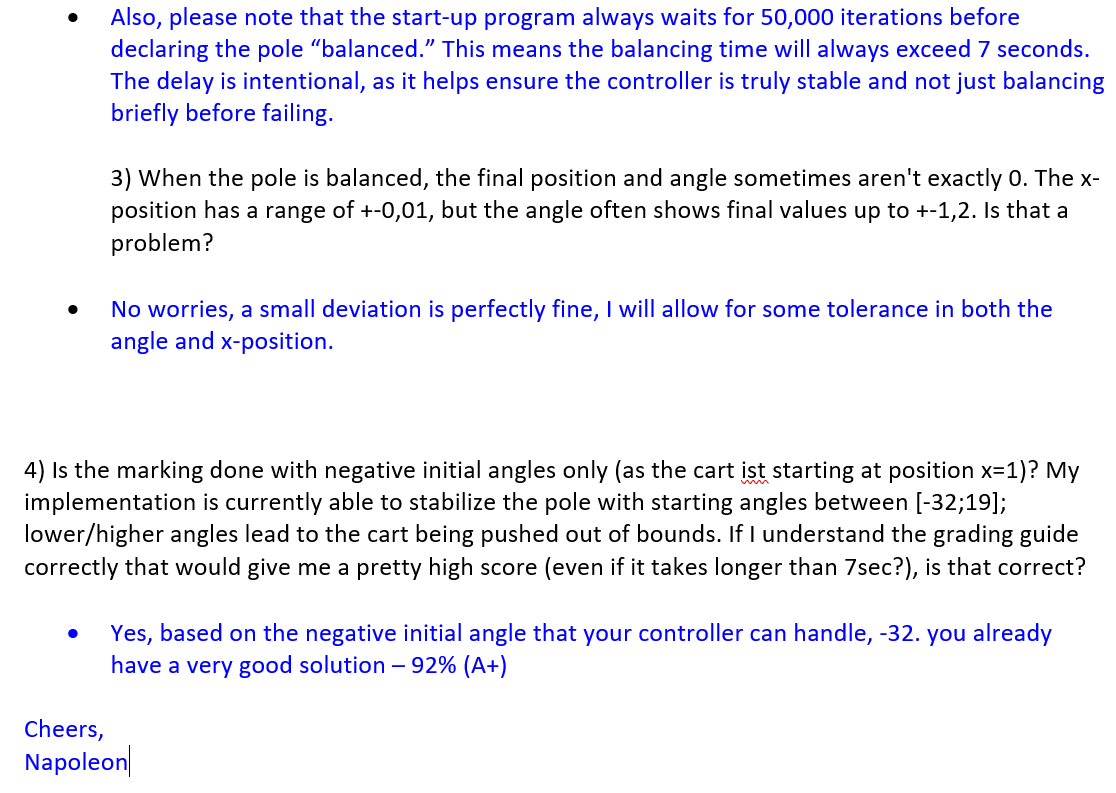 • Also, please note that the start-up program always waits for 50,000 iterations before
declaring the pole “balanced.” This means the balancing time will always exceed 7 seconds.
The delay is intentional, as it helps ensure the controller is truly stable and not just balancing
briefly before failing.
3) When the pole is balanced, the final position and angle sometimes aren't exactly 0. The x-
position has a range of +-0,01, but the angle often shows final values up to +-1,2. Is that a
problem?
• No worries, a small deviation is perfectly fine, I will allow for some tolerance in both the
angle and x-position.
4) Is the marking done with negative initial angles only (as the cart ist starting at position x=1)? My
implementation is currently able to stabilize the pole with starting angles between [-32;19];
lower/higher angles lead to the cart being pushed out of bounds. If I understand the grading guide
correctly that would give me a pretty high score (even if it takes longer than 7sec?), is that correct?
• Yes, based on the negative initial angle that your controller can handle, -32. you already
have a very good solution – 92% (A+)
Cheers,
Napoleon